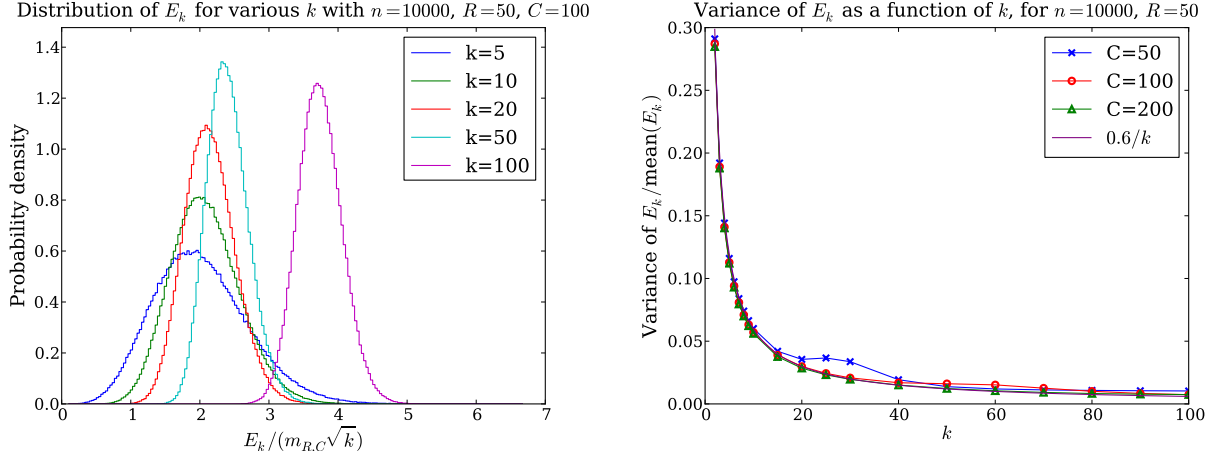 Distribution of E_k for various k with n=10000, R=50, C=100
1.4
1.2
1.0
0.8
0.6
0.4
0.2
0.0
Probability density
k=5
k=10
k=20
k=50
k=100
0 1 2 3 4 5 6 7
E_k/(m_{R,C}√k)
Variance of E_k as a function of k, for n=10000, R=50
0.30
0.25
0.20
0.15
0.10
0.05
0.00
Variance of E_k/mean(E_k)
C=50
C=100
C=200
0.6/k
0 20 40 60 80 100
k